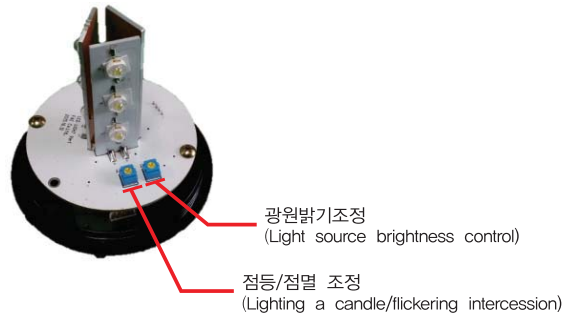 광원밝기조정
(Light source brightness control)
점등/점멸 조정
(Lighting a candle/flickering intercession)